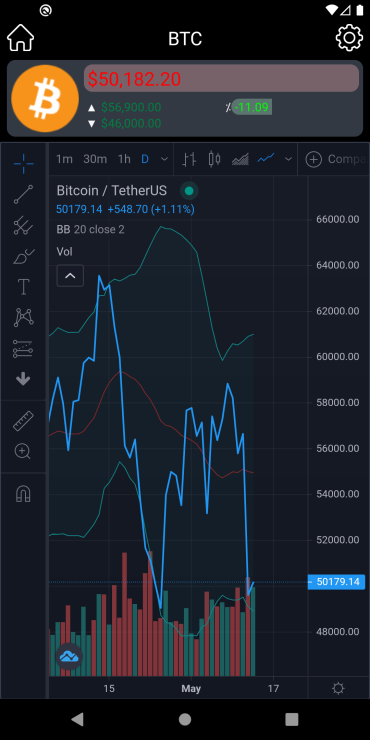 BTC
$50,182.20
▲ $56,900.00
٪ -11.09
▼ $46,000.00
1m 30m 1h D
Bitcoin / TetherUS
50179.14 +548.70 (+1.11%)
BB 20 close 2
Vol
66000.00
64000.00
62000.00
60000.00
58000.00
56000.00
54000.00
52000.00
50179.14
48000.00
15 May 17